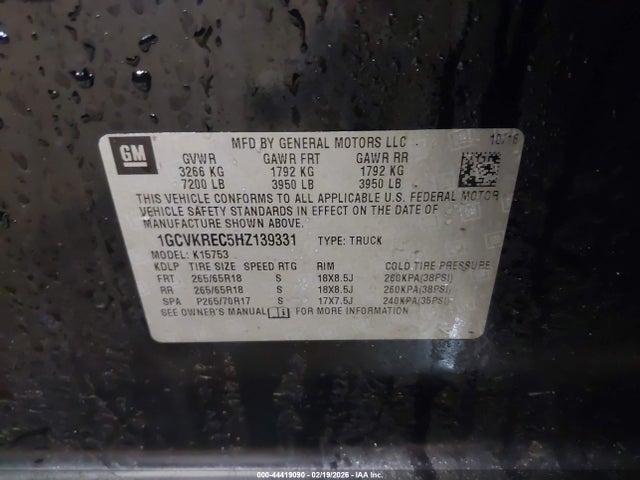 GM
MFD BY GENERAL MOTORS LLC 10/16
GVWR GAWR FRT GAWR RR
3266 KG 1792 KG 1792 KG
7200 LB 3950 LB 3950 LB
THIS VEHICLE CONFORMS TO ALL APPLICABLE U.S. FEDERAL MOTOR
VEHICLE SAFETY STANDARDS IN EFFECT ON THE DATE OF
MANUFACTURE SHOWN ABOVE.
1GCVKREC5HZ139331 TYPE: TRUCK
MODEL: K15753
KDLP TIRE SIZE SPEED RTG RIM COLD TIRE PRESSURE
FRT 265/65R18 S 18X8.5J 260KPA(38PSI)
RR 265/65R18 S 18X8.5J 260KPA(38PSI)
SPA P265/70R17 S 17X7.5J 240KPA(35PSI)
SEE OWNER'S MANUAL FOR MORE INFORMATION
000-44419090 - 02/19/2026 - IAA Inc.